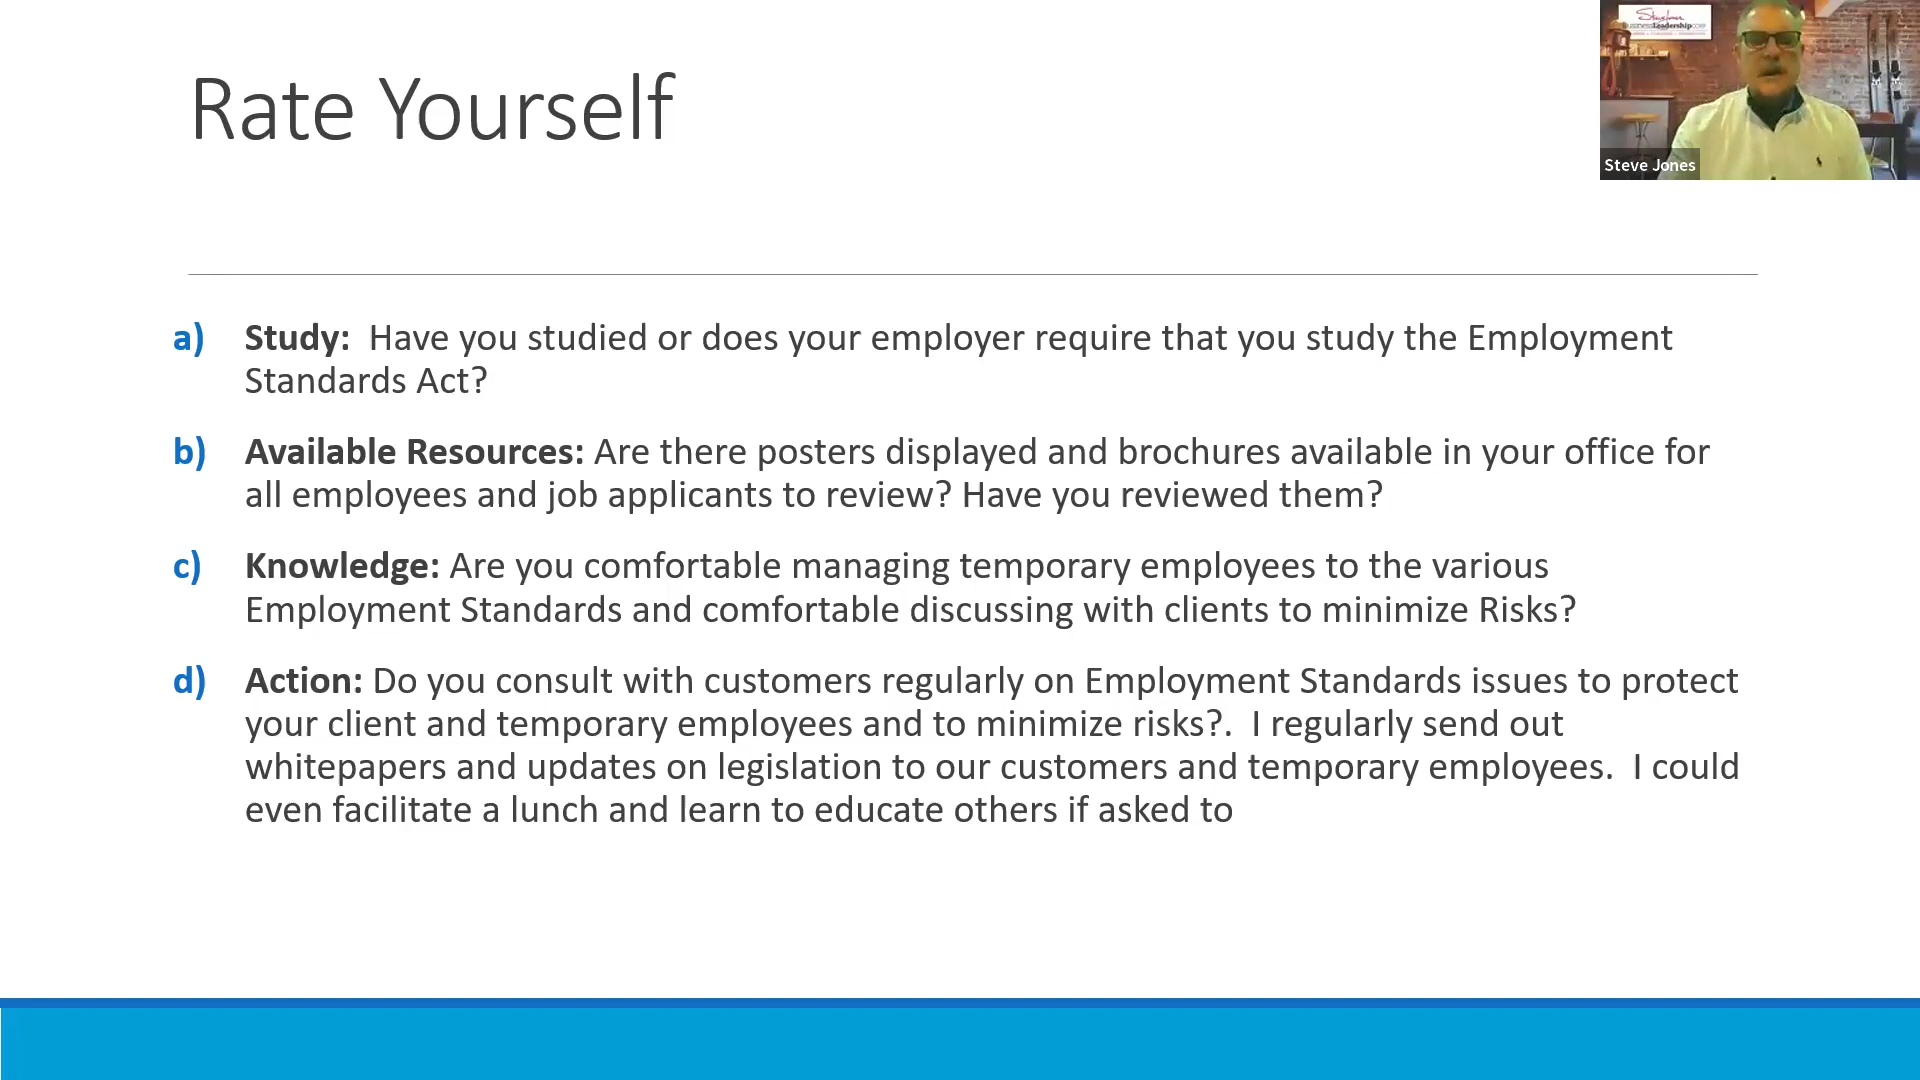 Rate Yourself
Steve Jones
a) Study:  Have you studied or does your employer require that you study the Employment
Standards Act?
b) Available Resources: Are there posters displayed and brochures available in your office for
all employees and job applicants to review? Have you reviewed them?
c) Knowledge: Are you comfortable managing temporary employees to the various
Employment Standards and comfortable discussing with clients to minimize Risks?
d) Action: Do you consult with customers regularly on Employment Standards issues to protect
your client and temporary employees and to minimize risks?.  I regularly send out
whitepapers and updates on legislation to our customers and temporary employees.  I could
even facilitate a lunch and learn to educate others if asked to